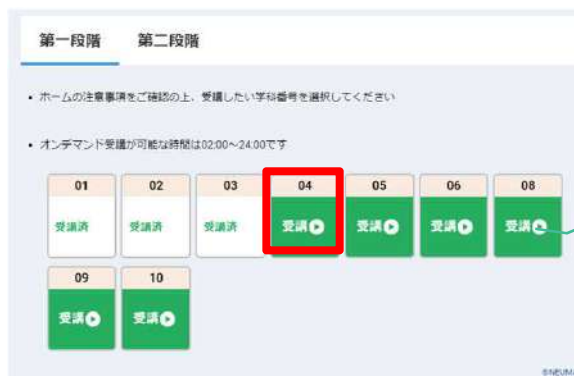 第一段階 第二段階
• ホームの注意事項をご確認の上、受講したい学科番号を選択してください
• オンデマンド受講が可能な時間は02:00～24:00です
01 02 03 04 05 06 08
受講済 受講済 受講済 受講 受講 受講 受講
09 10
受講 受講